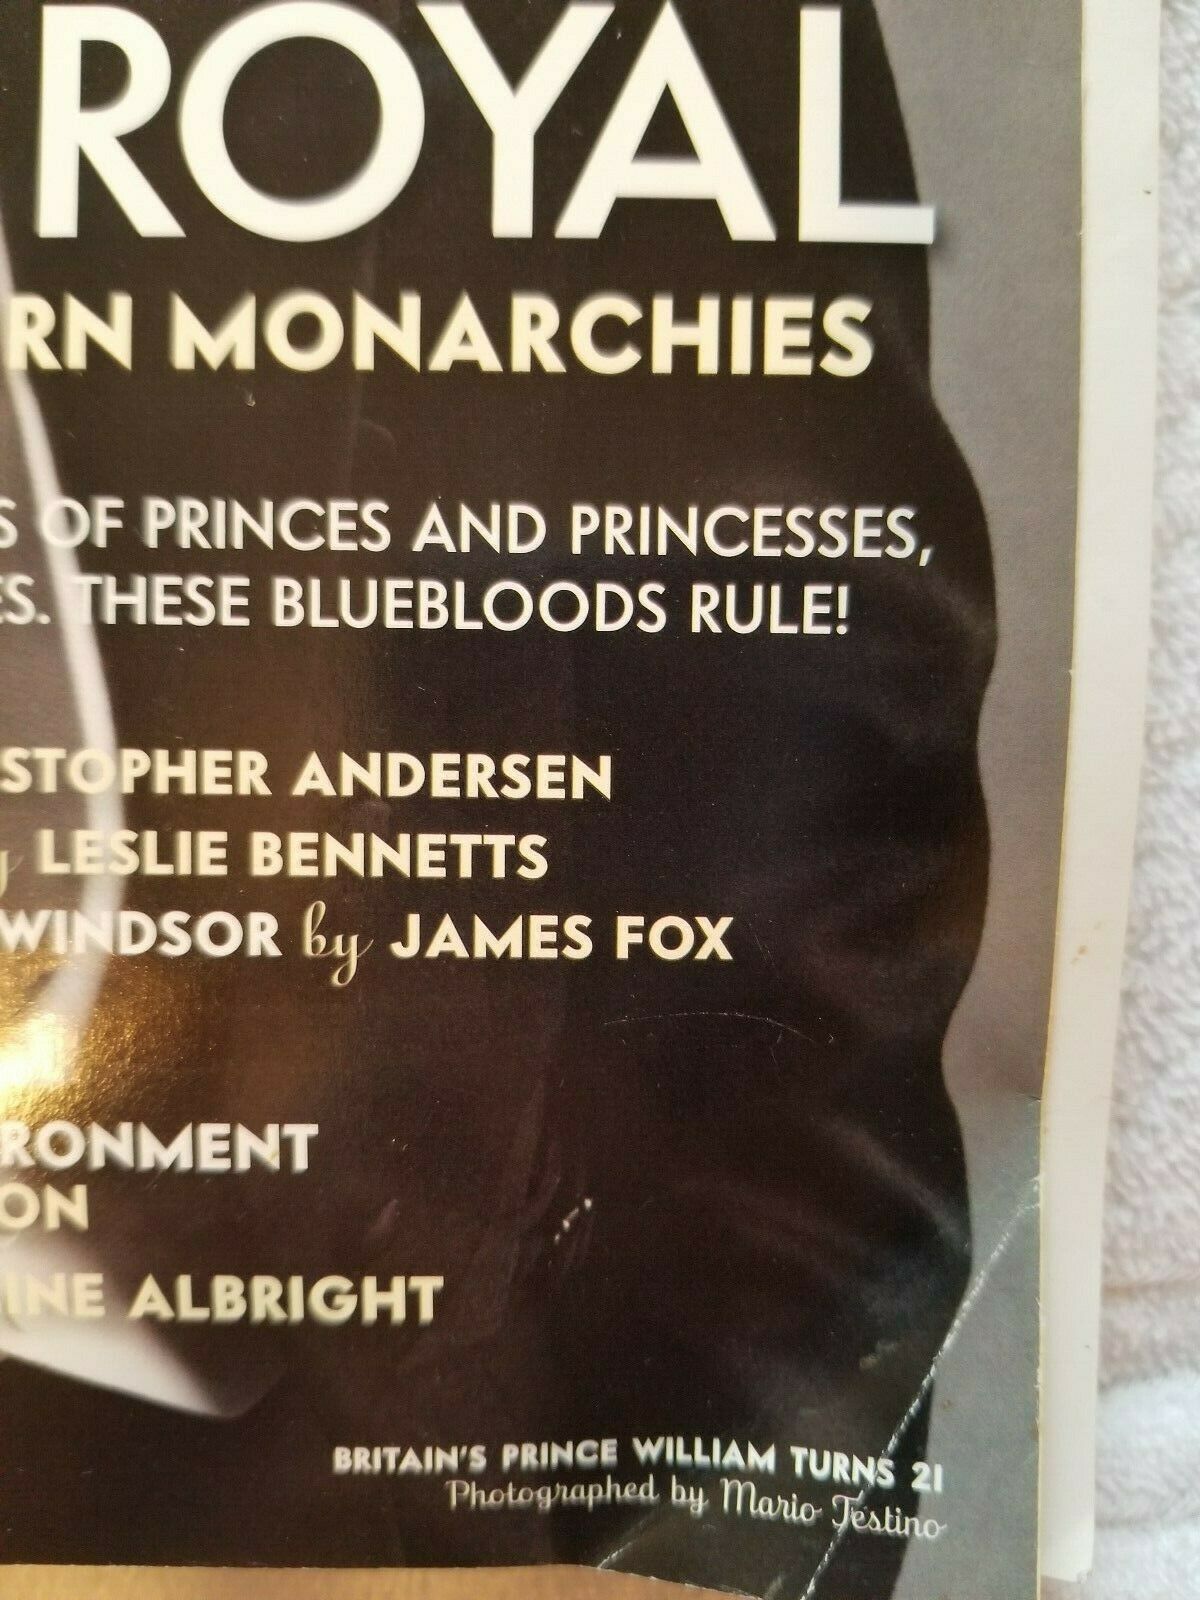 ROYAL
RN MONARCHIES
S OF PRINCES AND PRINCESSES,
ES. THESE BLUEBLOODS RULE!
STOPHER ANDERSEN
y LESLIE BENNETTS
WINDSOR by JAMES FOX
RONMENT
ON
INE ALBRIGHT
BRITAIN'S PRINCE WILLIAM TURNS 21
Photographed by Mario Testino